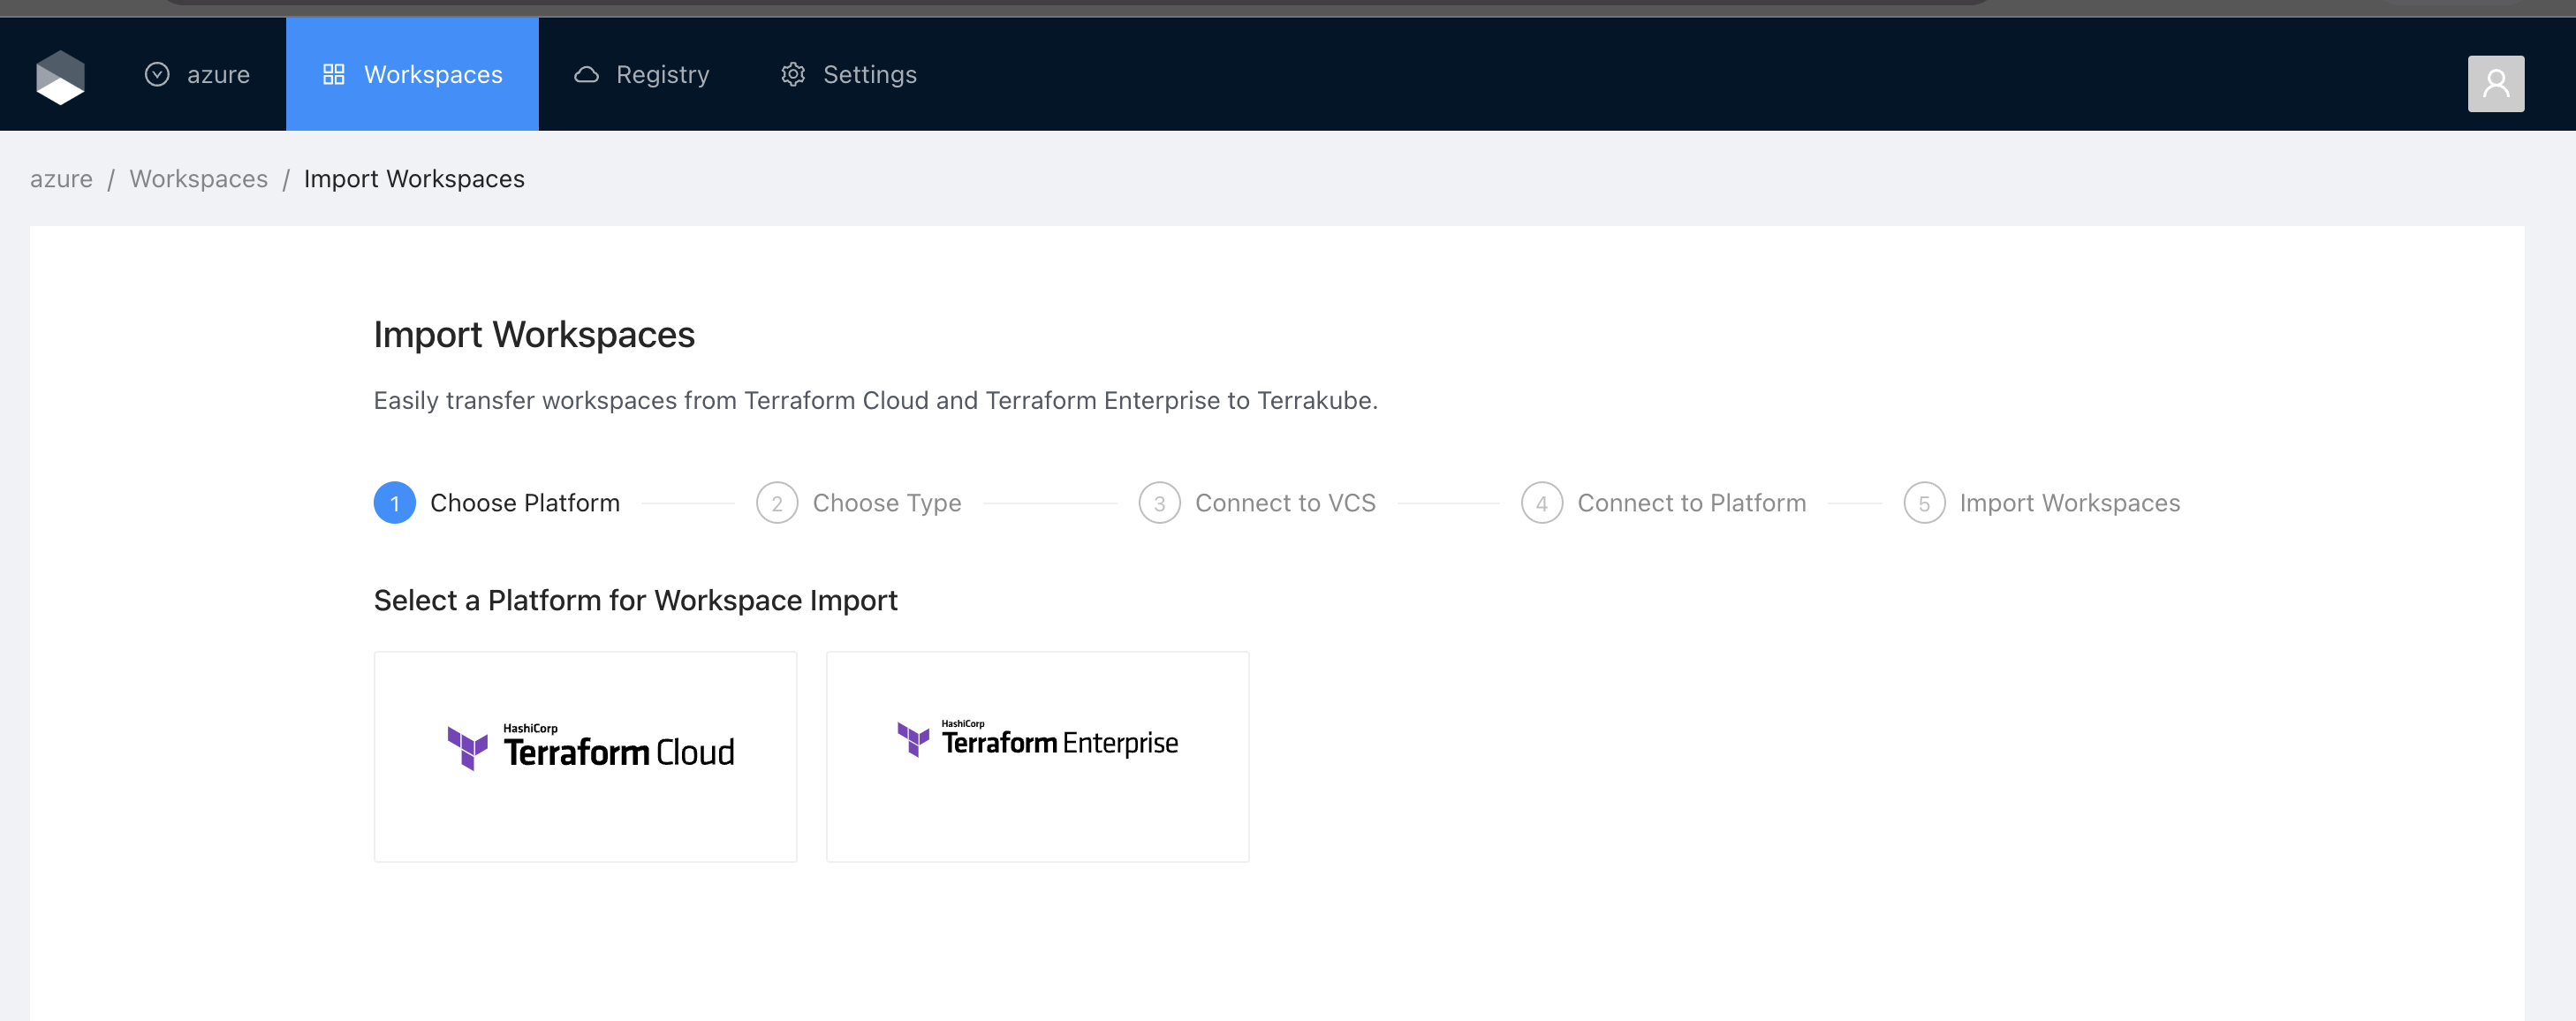 azure
Workspaces
Registry
Settings
azure / Workspaces / Import Workspaces
Import Workspaces
Easily transfer workspaces from Terraform Cloud and Terraform Enterprise to Terrakube.
1 Choose Platform
2 Choose Type
3 Connect to VCS
4 Connect to Platform
5 Import Workspaces
Select a Platform for Workspace Import
HashiCorp
Terraform Cloud
HashiCorp
Terraform Enterprise